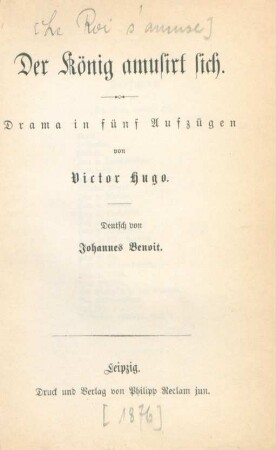 [Le Roi s'amuse]
Der König amusirt sich.
Drama in fünf Aufzügen
von
Victor Hugo.
Deutsch von
Johannes Benoit.
Leipzig.
Druck und Verlag von Philipp Reclam jun.
[1876]